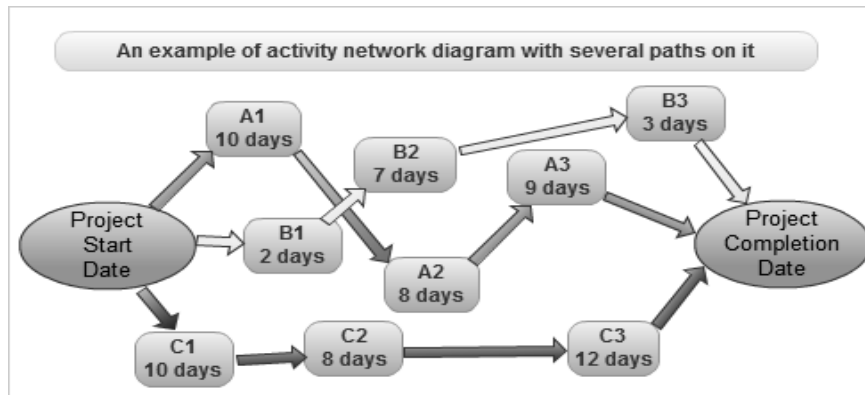 An example of activity network diagram with several paths on it
A1
10 days
B3
3 days
B2
7 days
A3
9 days
Project
Start
Date
B1
2 days
Project
Completion
Date
A2
8 days
C1
10 days
C2
8 days
C3
12 days